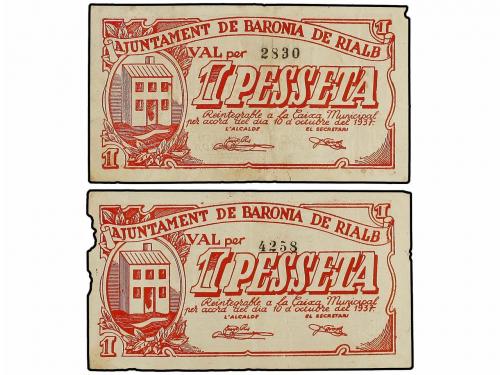 AJUNTAMENT DE BARONIA DE RIALB
1
VAL per 2830
1 PESSETA
Reintegrable a la Caixa Municipal
per acord del dia 10 d'octubre del 1937.
L'ALCALDE EL SECRETARI
1
AJUNTAMENT DE BARONIA DE RIALB
1
VAL per 4258
1 PESSETA
Reintegrable a la Caixa Municipal
per acord del dia 10 d'octubre del 1937.
L'ALCALDE EL SECRETARI
1